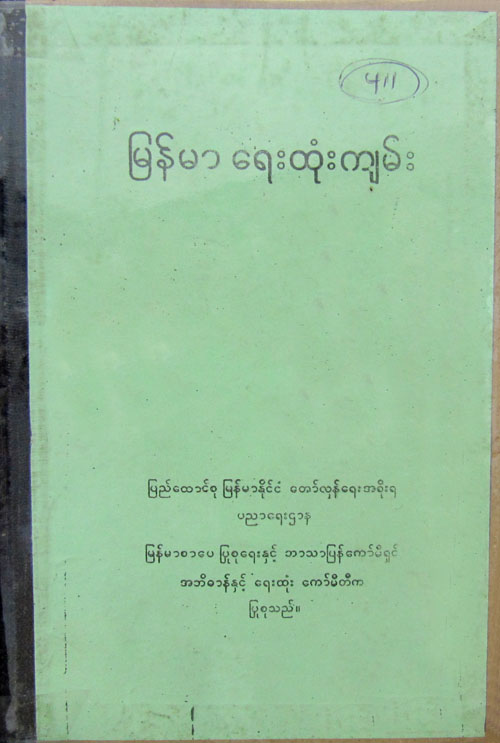 411
မြန်မာ ရေးထုံးကျမ်း
ပြည်ထောင်စု မြန်မာနိုင်ငံ တော်လှန်ရေးအစိုးရ
ပညာရေးဌာန
မြန်မာစာပေ ပြုစုရေးနှင့် ဘာသာပြန်ကော်မီရှင်
အဘိဓာန်နှင့် ရေးထုံး ကော်မီတီက
ပြုစုသည်။